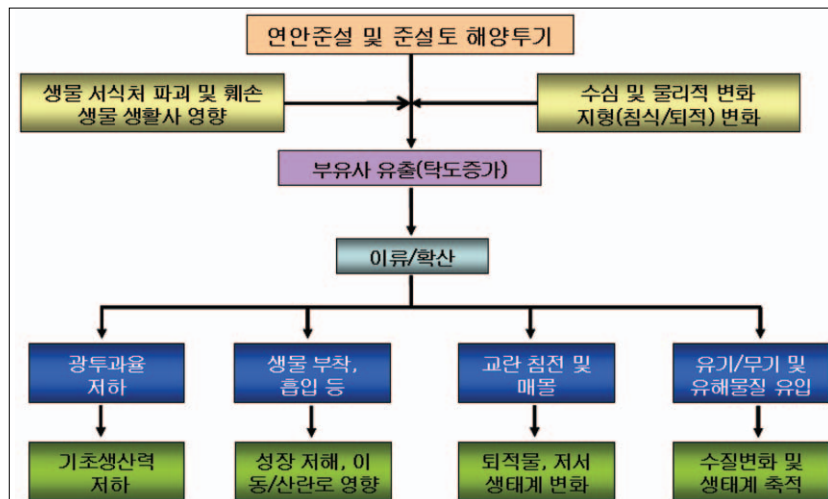 연안준설 및 준설토 해양투기
생물 서식처 파괴 및 훼손
생물 생활사 영향
수심 및 물리적 변화
지형(침식/퇴적) 변화
부유사 유출(탁도증가)
이류/확산
광투과율
저하
생물 부착,
흡입 등
교란 침전 및
매몰
유기/무기 및
유해물질 유입
기초생산력
저하
성장 저해, 이
동/산란로 영향
퇴적물, 저서
생태계 변화
수질변화 및
생태계 축적